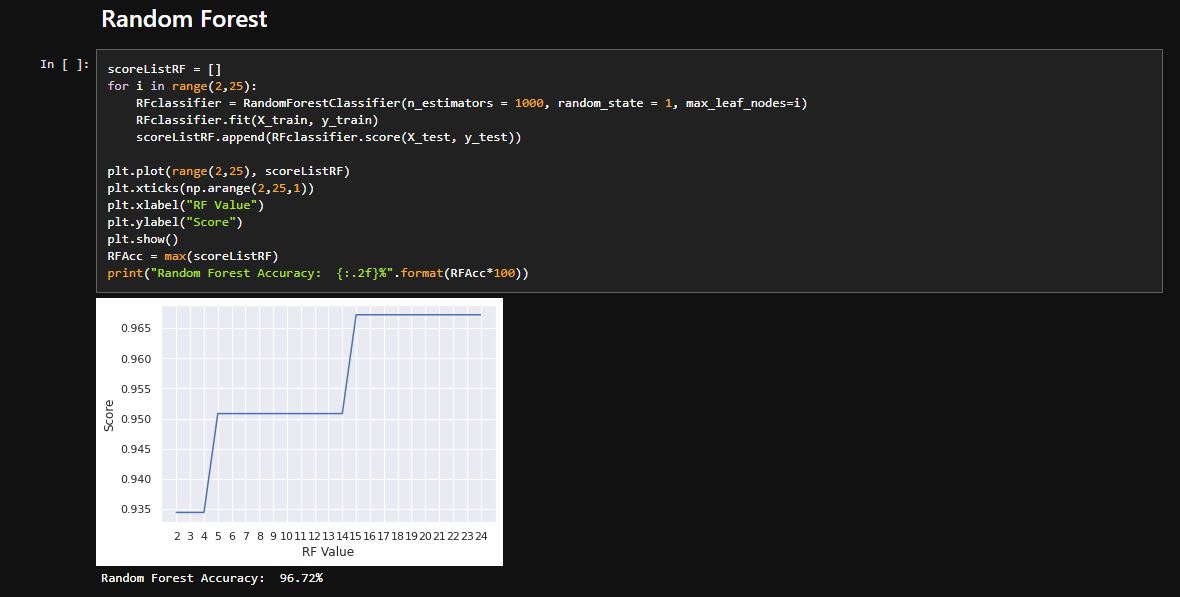 Random Forest
In [ ]:
scoreListRF = []
for i in range(2,25):
    RFclassifier = RandomForestClassifier(n_estimators = 1000, random_state = 1, max_leaf_nodes=i)
    RFclassifier.fit(X_train, y_train)
    scoreListRF.append(RFclassifier.score(X_test, y_test))
plt.plot(range(2,25), scoreListRF)
plt.xticks(np.arange(2,25,1))
plt.xlabel("RF Value")
plt.ylabel("Score")
plt.show()
RFAcc = max(scoreListRF)
print("Random Forest Accuracy:  {:.2f}%".format(RFAcc*100))
0.965
0.960
0.955
0.950
0.945
0.940
0.935
Score
2 3 4 5 6 7 8 9 10 11 12 13 14 15 16 17 18 19 20 21 22 23 24
RF Value
Random Forest Accuracy:  96.72%